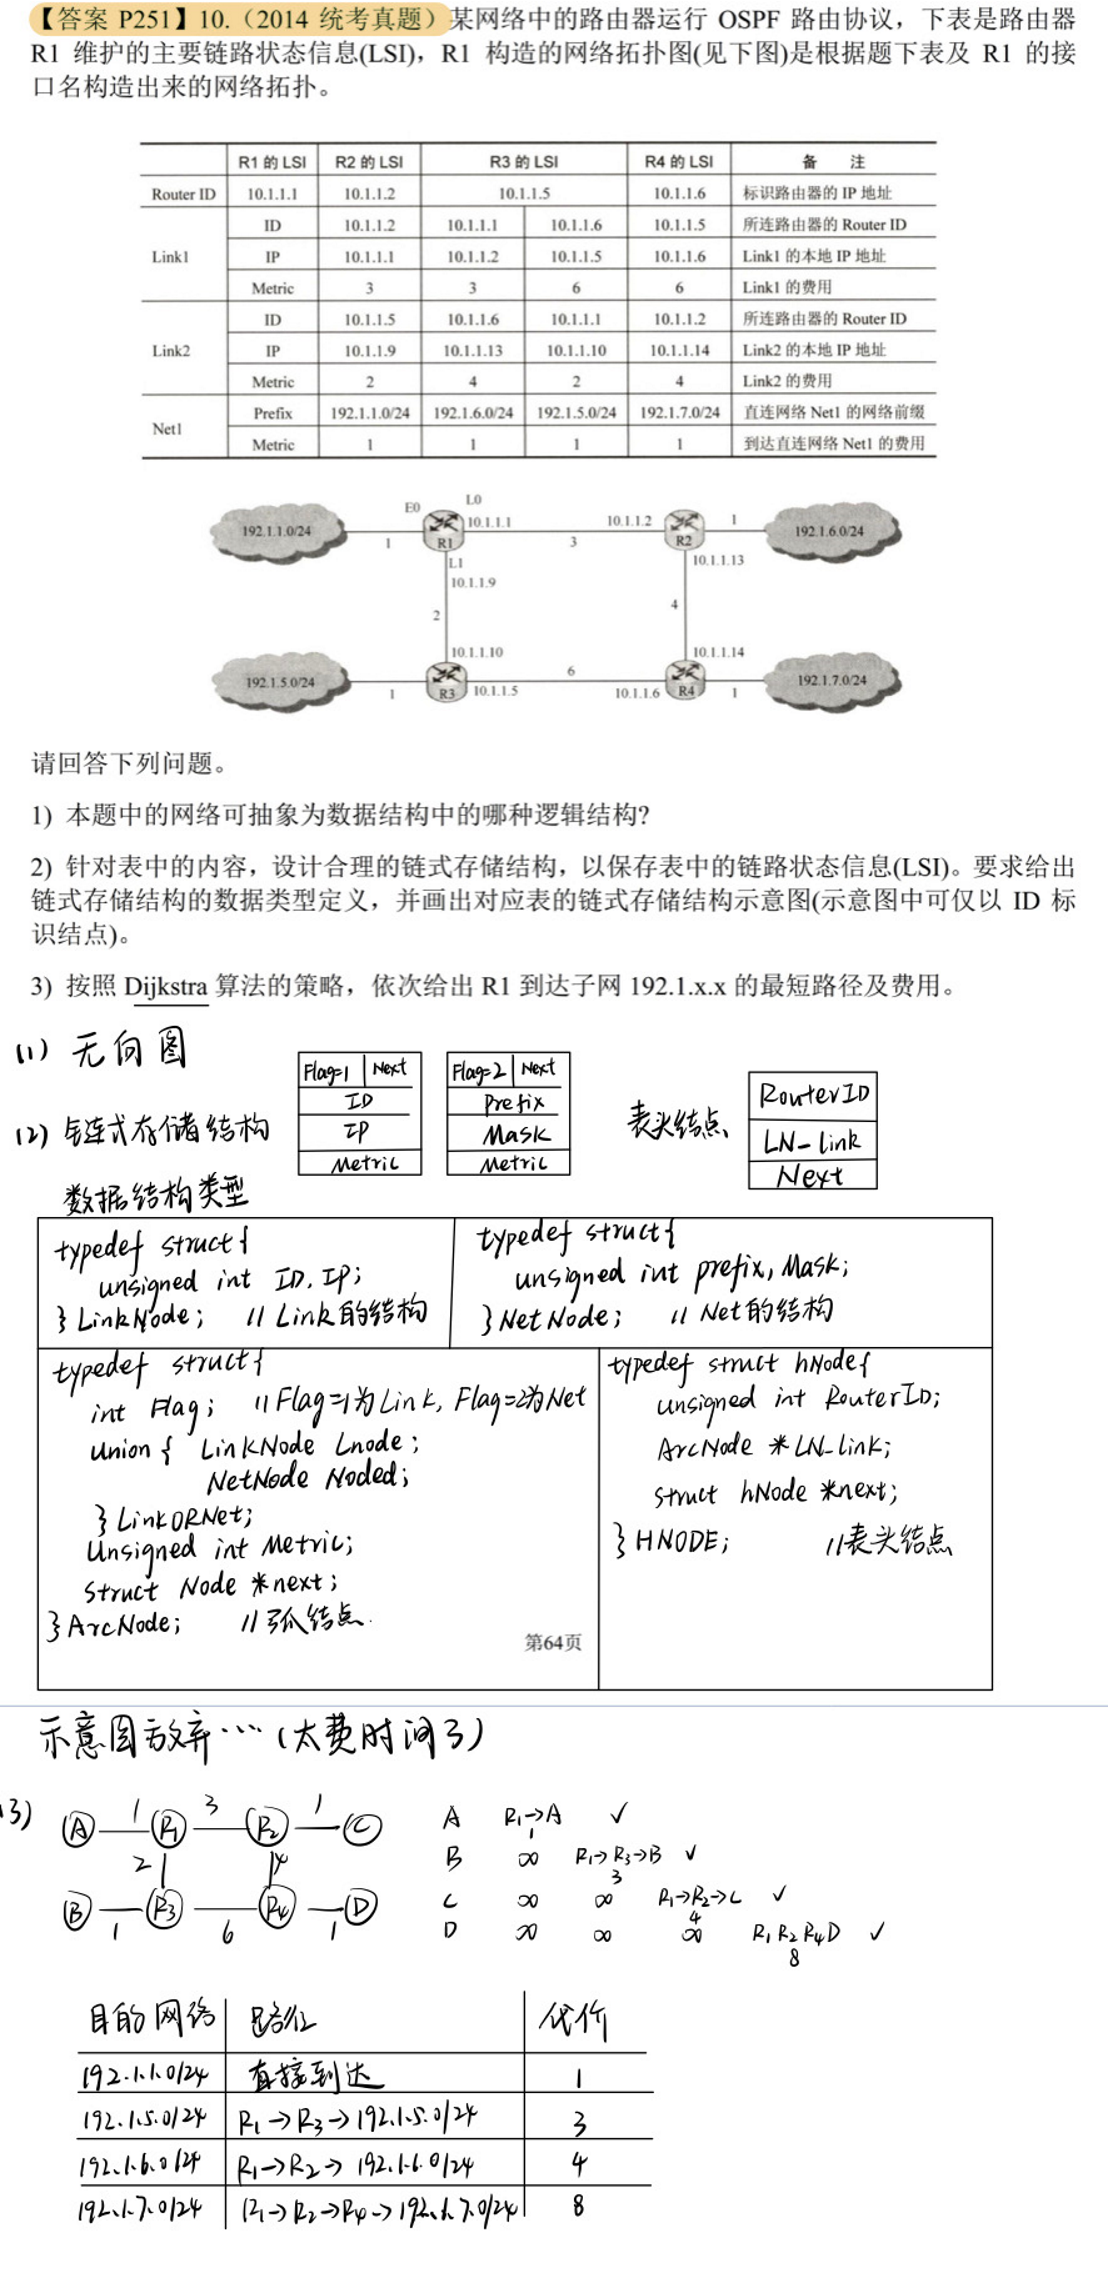 【答案 P251】10.（2014 统考真题）某网络中的路由器运行 OSPF 路由协议，下表是路由器
R1 维护的主要链路状态信息(LSI)，R1 构造的网络拓扑图(见下图)是根据题下表及 R1 的接
口名构造出来的网络拓扑。
R1 的 LSI R2 的 LSI R3 的 LSI R4 的 LSI 备 注
Router ID 10.1.1.1 10.1.1.2 10.1.1.5 10.1.1.6 标识路由器的 IP 地址
ID 10.1.1.2 10.1.1.1 10.1.1.6 10.1.1.5 所连路由器的 Router ID
Link1 IP 10.1.1.1 10.1.1.2 10.1.1.5 10.1.1.6 Link1 的本地 IP 地址
Metric 3 3 6 6 Link1 的费用
ID 10.1.1.5 10.1.1.6 10.1.1.1 10.1.1.2 所连路由器的 Router ID
Link2 IP 10.1.1.9 10.1.1.13 10.1.1.10 10.1.1.14 Link2 的本地 IP 地址
Metric 2 4 2 4 Link2 的费用
Net1 Prefix 192.1.1.0/24 192.1.6.0/24 192.1.5.0/24 192.1.7.0/24 直连网络 Net1 的网络前缀
Metric 1 1 1 1 到达直连网络 Net1 的费用
E0 L0
192.1.1.0/24 10.1.1.1 10.1.1.2 1 192.1.6.0/24
1 R1 3 R2
L1 10.1.1.13
10.1.1.9
2 4
10.1.1.10 10.1.1.14
192.1.5.0/24 6 192.1.7.0/24
1 R3 10.1.1.5 10.1.1.6 R4 1
请回答下列问题。
1) 本题中的网络可抽象为数据结构中的哪种逻辑结构?
2) 针对表中的内容，设计合理的链式存储结构，以保存表中的链路状态信息(LSI)。要求给出
链式存储结构的数据类型定义，并画出对应表的链式存储结构示意图(示意图中可仅以 ID 标
识结点)。
3) 按照 Dijkstra 算法的策略，依次给出 R1 到达子网 192.1.x.x 的最短路径及费用。
(1) 无向图
(2) 链式存储结构
Flag=1 Next
ID
IP
Metric
Flag=2 Next
Prefix
Mask
Metric
表头结点
RouterID
LN-link
Next
数据结构类型
typedef struct{
unsigned int ID, IP;
}LinkNode; // Link的结构
typedef struct{
unsigned int prefix, Mask;
}NetNode; // Net的结构
typedef struct{
int Flag; // Flag=1为Link, Flag=2为Net
union { LinkNode Lnode;
NetNode Noded;
}LinkORNet;
Unsigned int Metric;
struct Node *next;
}ArcNode; // 弧结点.
typedef struct hNode{
unsigned int RouterID;
ArcNode *LN-link;
struct hNode *next;
}HNODE; //表头结点
第64页
示意图放弃…(太费时间了)
(3)
A 1 R1 3 R2 1 C
2 4
B 1 R3 6 R4 1 D
A R1→A ✓
1
B ∞ R1→R3→B ✓
3
C ∞ ∞ R1→R2→C ✓
4
D ∞ ∞ ∞ R1 R2 R4 D ✓
8
目的网络 路径 代价
192.1.1.0/24 直接到达 1
192.1.5.0/24 R1→R3→192.1.5.0/24 3
192.1.6.0/24 R1→R2→192.1.6.0/24 4
192.1.7.0/24 R1→R2→R4→192.1.7.0/24 8